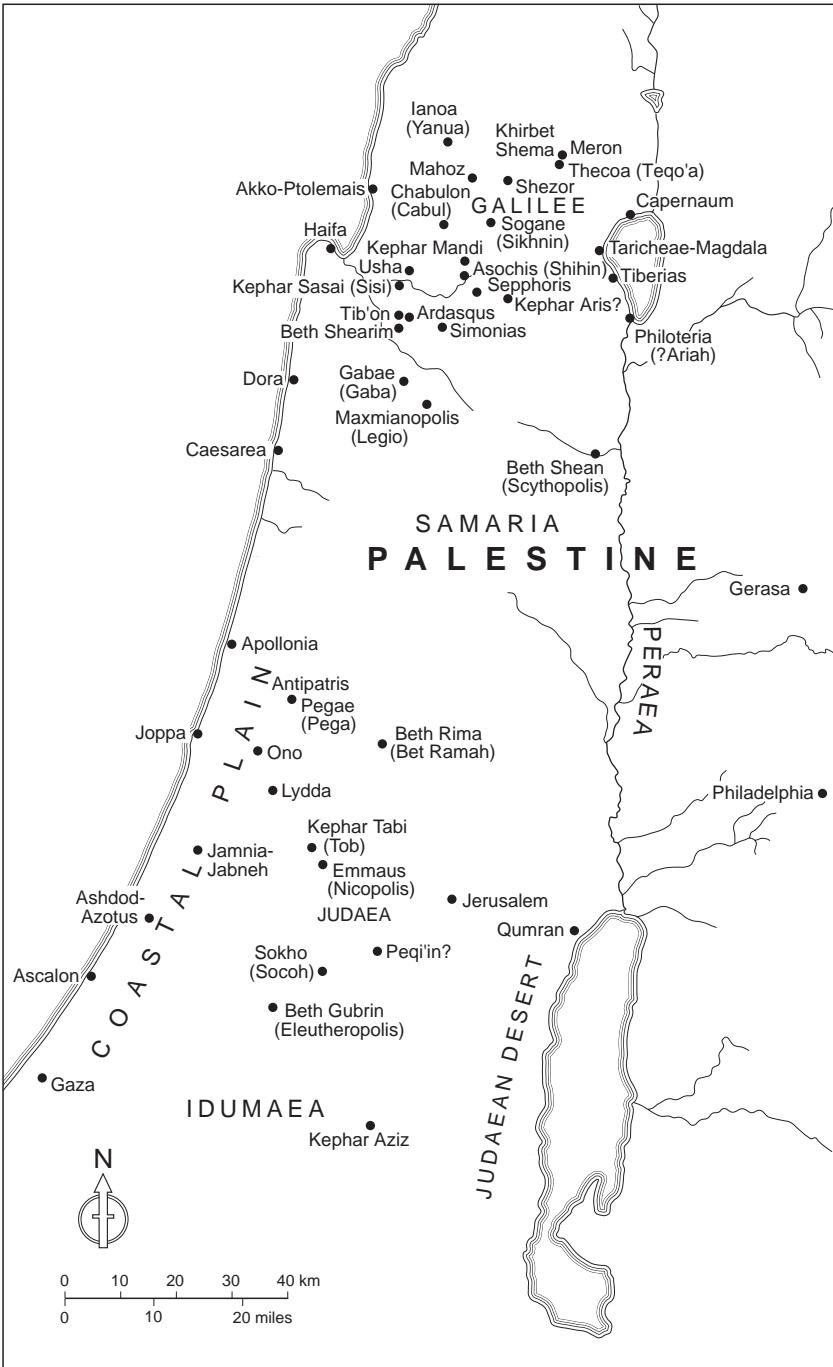 Ianoa
(Yanua)
Khirbet
Shema
Meron
Thecoa (Teqo'a)
Mahoz
Shezor
Akko-Ptolemais
Chabulon
(Cabul)
GALILEE
Capernaum
Sogane
(Sikhnin)
Haifa
Kephar Mandi
Taricheae-Magdala
Usha
Asochis (Shihin)
Tiberias
Kephar Sasai (Sisi)
Sepphoris
Kephar Aris?
Tib'on
Ardasqus
Beth Shearim
Simonias
Philoteria
(?Ariah)
Dora
Gabae
(Gaba)
Maxmianopolis
(Legio)
Caesarea
Beth Shean
(Scythopolis)
SAMARIA
PALESTINE
Gerasa
PERAEA
Apollonia
COASTAL PLAIN
Antipatris
Pegae
(Pega)
Joppa
Ono
Beth Rima
(Bet Ramah)
Lydda
Philadelphia
Kephar Tabi
(Tob)
Jamnia-
Jabneh
Emmaus
(Nicopolis)
Jerusalem
Ashdod-
Azotus
JUDAEA
Qumran
Peqi'in?
Sokho
(Socoh)
Ascalon
Beth Gubrin
(Eleutheropolis)
JUDAEAN DESERT
Gaza
IDUMAEA
Kephar Aziz
N
0 10 20 30 40 km
0 10 20 miles